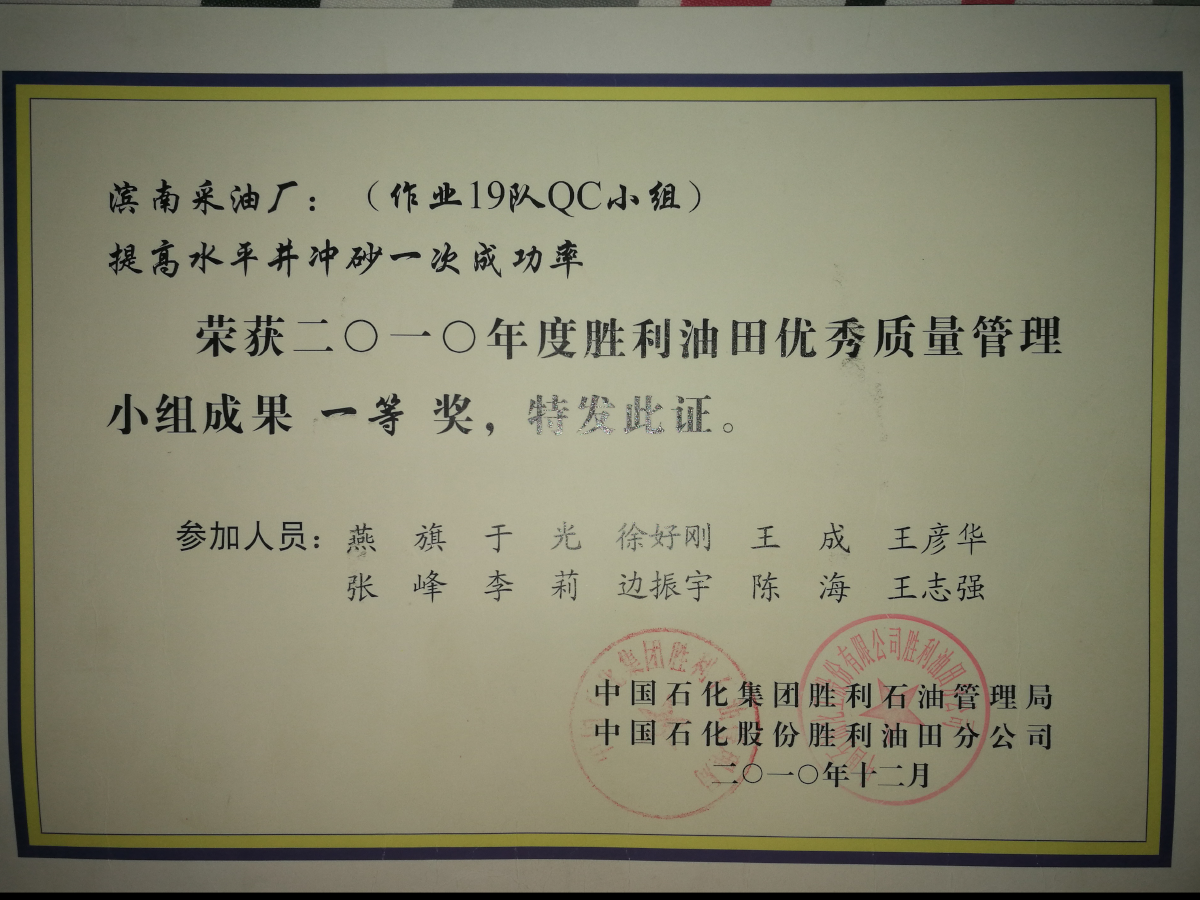 滨南采油厂：（作业19队QC小组）
提高水平井冲砂一次成功率
荣获二〇一〇年度胜利油田优秀质量管理
小组成果 一等 奖，特发此证。
参加人员：燕 旗 于 光 徐好刚 王 成 王彦华
张 峰 李 莉 边振宇 陈 海 王志强
中国石化集团胜利石油管理局
中国石化股份胜利油田分公司
二〇一〇年十二月